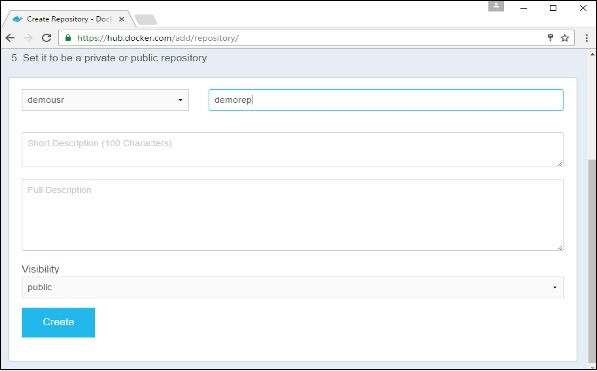 Create Repository - Dock
https://hub.docker.com/add/repository/
5. Set it to be a private or public repository
demousr
demorep
Short Description (100 Characters)
Full Description
Visibility
public
Create